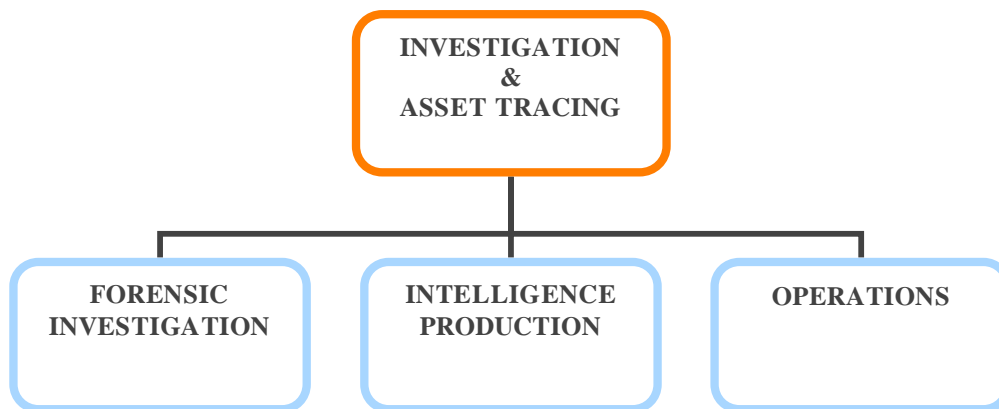 INVESTIGATION
&
ASSET TRACING
FORENSIC
INVESTIGATION
INTELLIGENCE
PRODUCTION
OPERATIONS